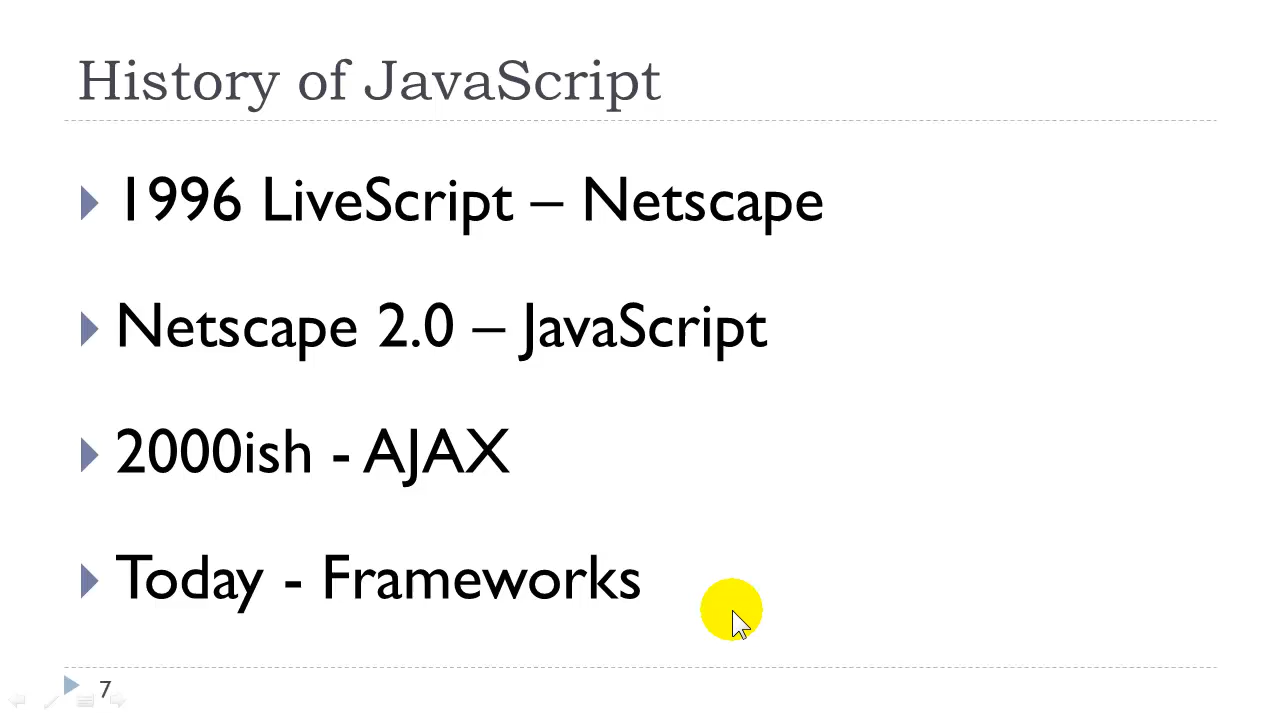 History of JavaScript
1996 LiveScript – Netscape
Netscape 2.0 – JavaScript
2000ish - AJAX
Today - Frameworks
7